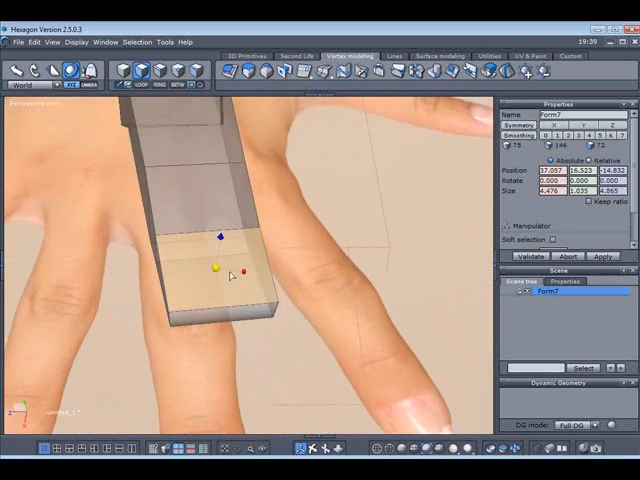 Hexagon Version 2.5.0.3
File Edit View Display Window Selection Tools Help
19:39
3D Primitives Second Life Vertex modeling Lines Surface modeling Utilities UV & Paint Custom
World
XYZ CAMERA
LOOP RING BETW
Properties
Name Form7
Symmetry X Y Z
Smoothing 0 1 2 3 4 5 6 7
75 146 72
Absolute Relative
Position 37.057 16.523 -14.832
Rotate 0.000 0.000 0.000
Size 4.476 1.035 4.865
Keep ratio
Manipulator
Soft selection
Validate Abort Apply
Scene
Scene tree Properties
Form7
Select
Dynamic Geometry
DG mode: Full DG
untitled_1 *